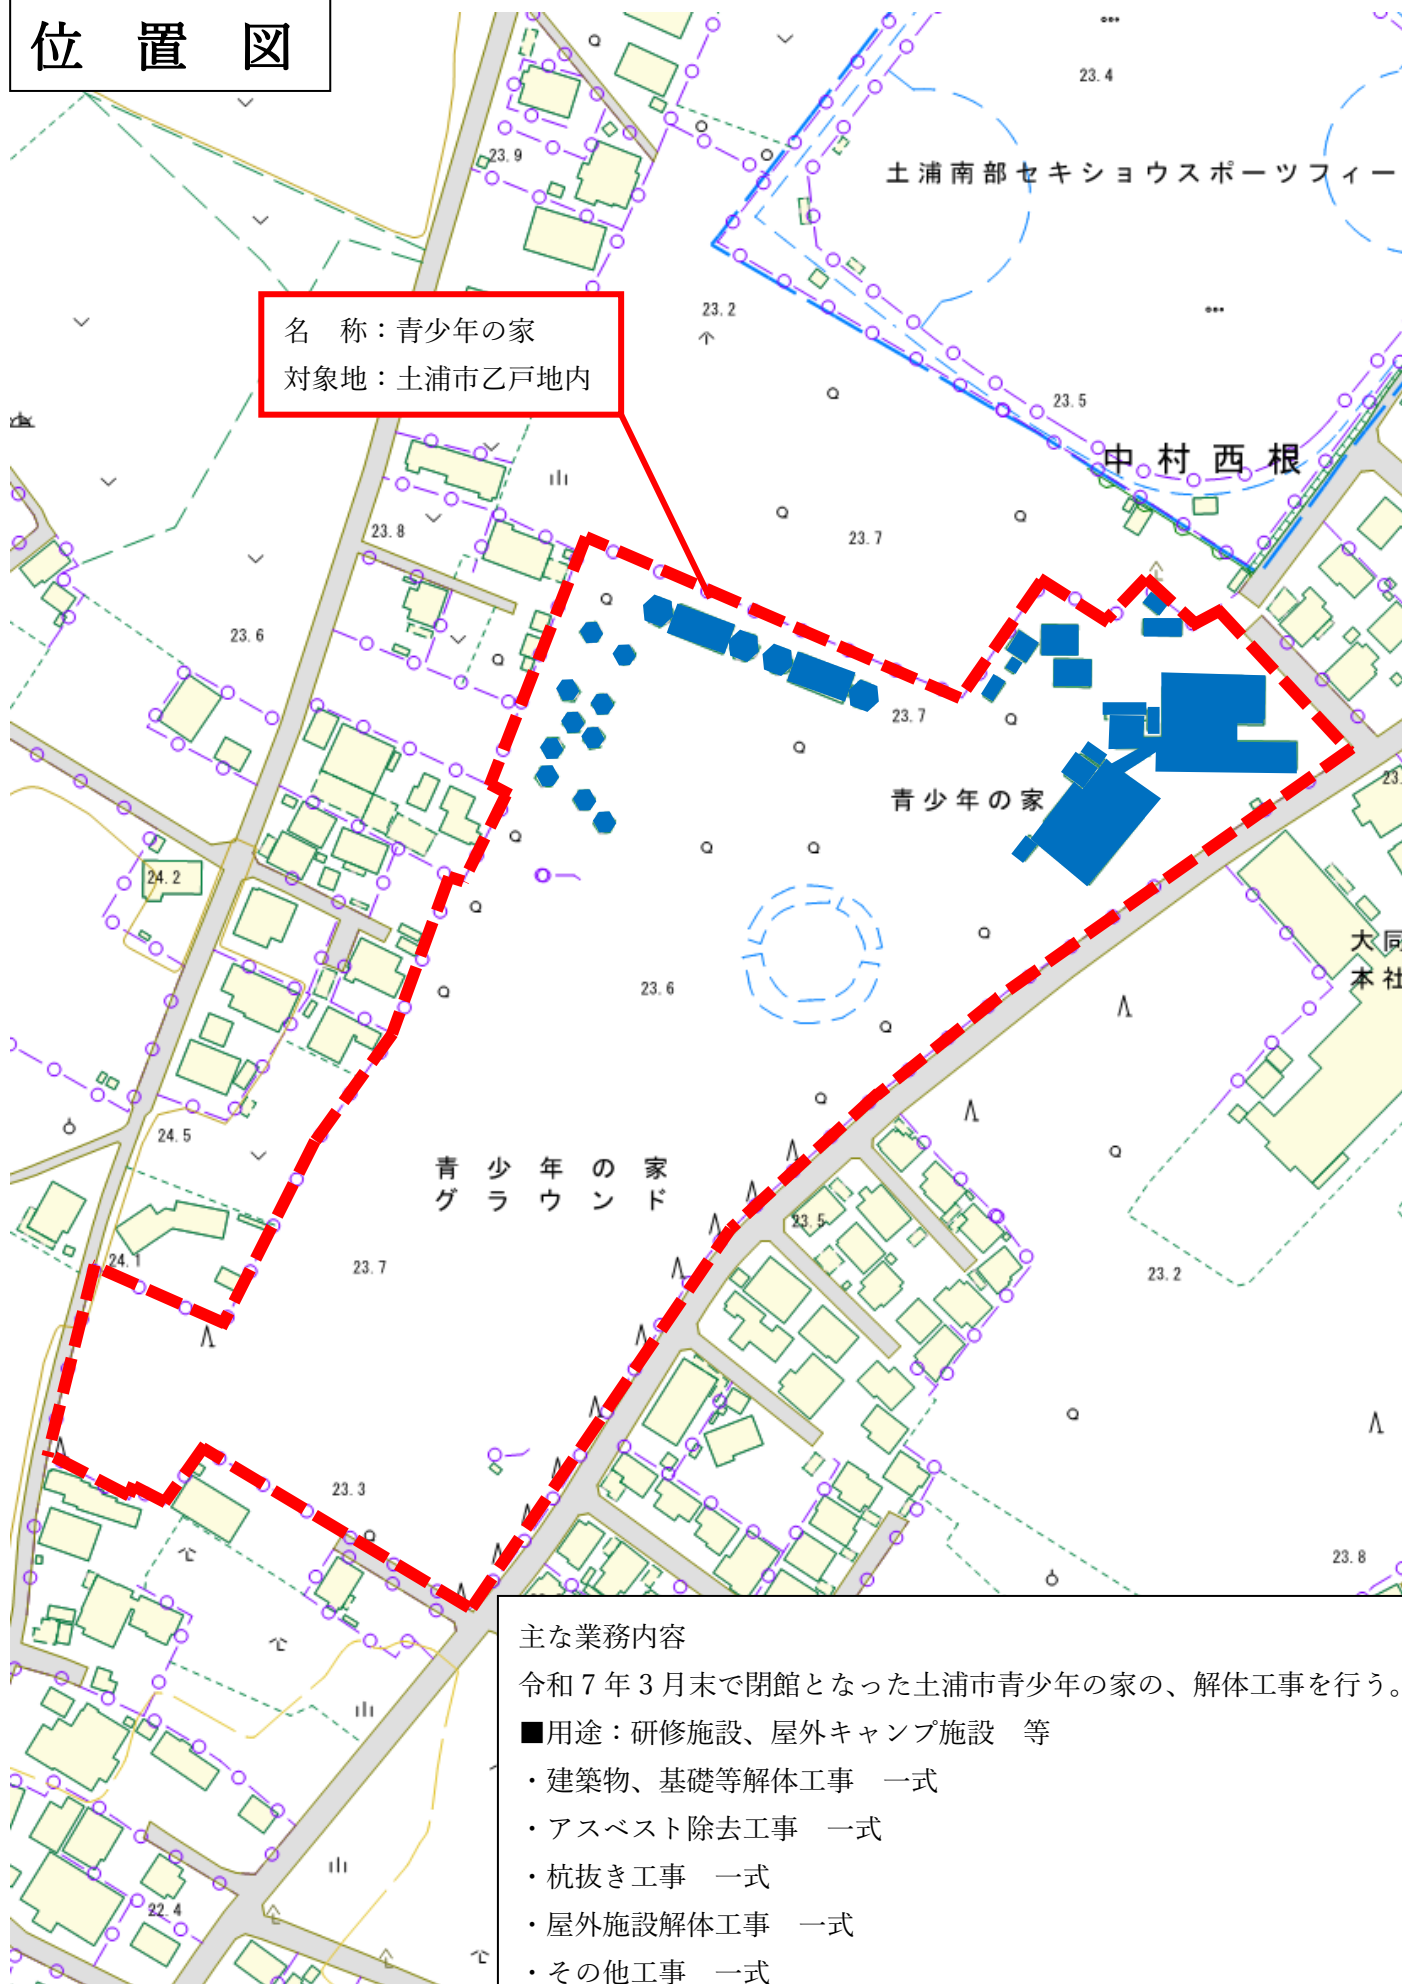 位 置 図
23.4
23.9
土浦南部セキショウスポーツフィー
23.2
名 称：青少年の家
対象地：土浦市乙戸地内
23.5
中村西根
23.8
23.7
23.6
23.7
23.
青少年の家
24.2
大同
本社
23.6
24.5
青少年の家
グラウンド
23.5
24.1
23.7
23.2
23.3
23.8
主な業務内容
令和７年３月末で閉館となった土浦市青少年の家の、解体工事を行う。
■用途：研修施設、屋外キャンプ施設 等
・建築物、基礎等解体工事 一式
・アスベスト除去工事 一式
・杭抜き工事 一式
22.4
・屋外施設解体工事 一式
・その他工事 一式